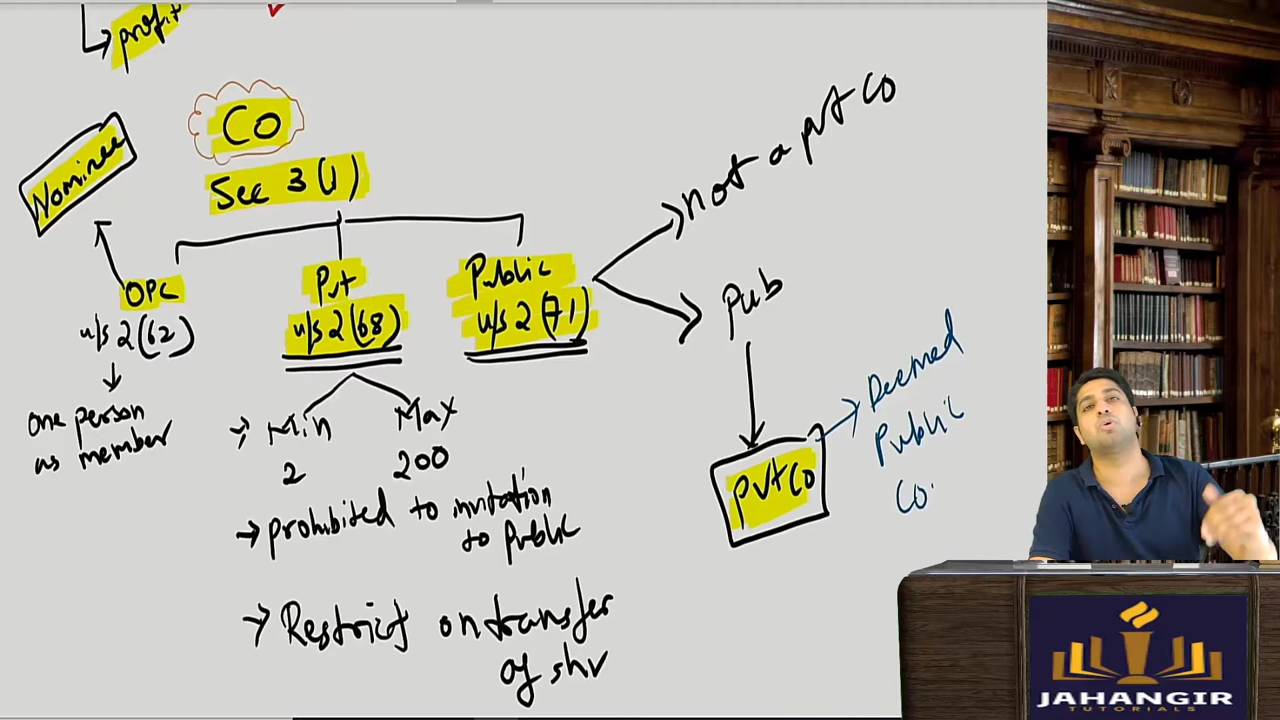 profit
Co
Nominee
Sec 3(1)
OPC
u/s 2(62)
one person
as member
Pvt
u/s 2(68)
Min
2
Max
200
prohibited to invitation
to Public
Restricts on transfer
of shr
Public
u/s 2(71)
not a pvt Co
Pub
pvt Co
Deemed
Public
Co.
JAHANGIR
TUTORIALS